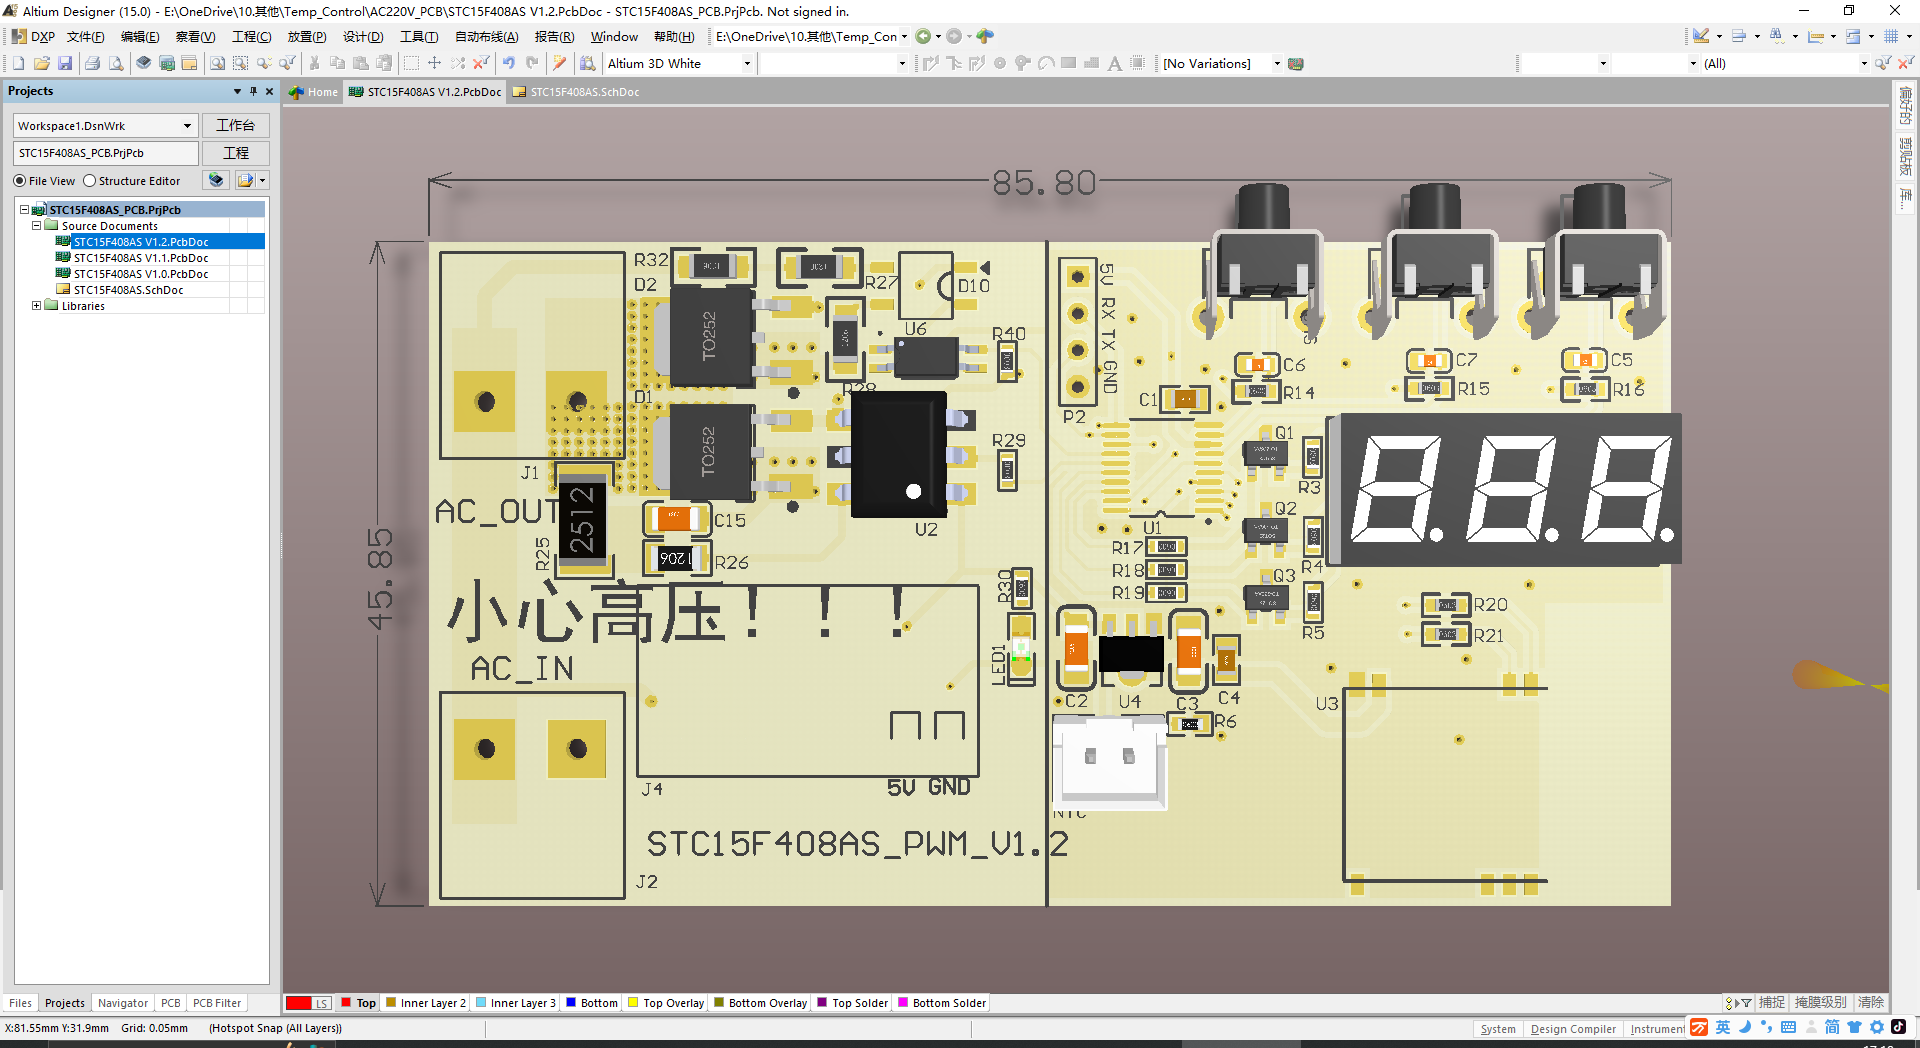 Altium Designer (15.0) - E:\OneDrive\10.其他\Temp_Control\AC220V_PCB\STC15F408AS V1.2.PcbDoc - STC15F408AS_PCB.PrjPcb. Not signed in.
DXP 文件(F) 编辑(E) 察看(V) 工程(C) 放置(P) 设计(D) 工具(T) 自动布线(A) 报告(R) Window 帮助(H) E:\OneDrive\10.其他\Temp_Con
Altium 3D White [No Variations] (All)
Projects
Home STC15F408AS V1.2.PcbDoc STC15F408AS.SchDoc
偏好的
剪贴板
库...
Workspace1.DsnWrk 工作台
STC15F408AS_PCB.PrjPcb 工程
File View Structure Editor
STC15F408AS_PCB.PrjPcb
Source Documents
STC15F408AS V1.2.PcbDoc
STC15F408AS V1.1.PcbDoc
STC15F408AS V1.0.PcbDoc
STC15F408AS.SchDoc
Libraries
85.80
45.85
R32
D2
R27
D10
U6
R40
TO252
1206
R28
D1
TO252
J1
R29
AC_OUT
2512
R25
C15
U2
1206
R26
小心高压!!!
AC_IN
R30
LED1
J4
5V GND
STC15F408AS_PWM_V1.2
J2
5V RX TX GND
P2
C6
R14
C7
R15
C5
R16
C1
Q1
R3
Q2
R4
Q3
R5
U1
R17
R18
R19
R20
R21
C2
U4
C3
C4
R6
NTC
U3
Files Projects Navigator PCB PCB Filter
LS Top Inner Layer 2 Inner Layer 3 Bottom Top Overlay Bottom Overlay Top Solder Bottom Solder
捕捉 掩膜级别 清除
X:81.55mm Y:31.9mm Grid: 0.05mm (Hotspot Snap (All Layers))
System Design Compiler Instrument
英 简